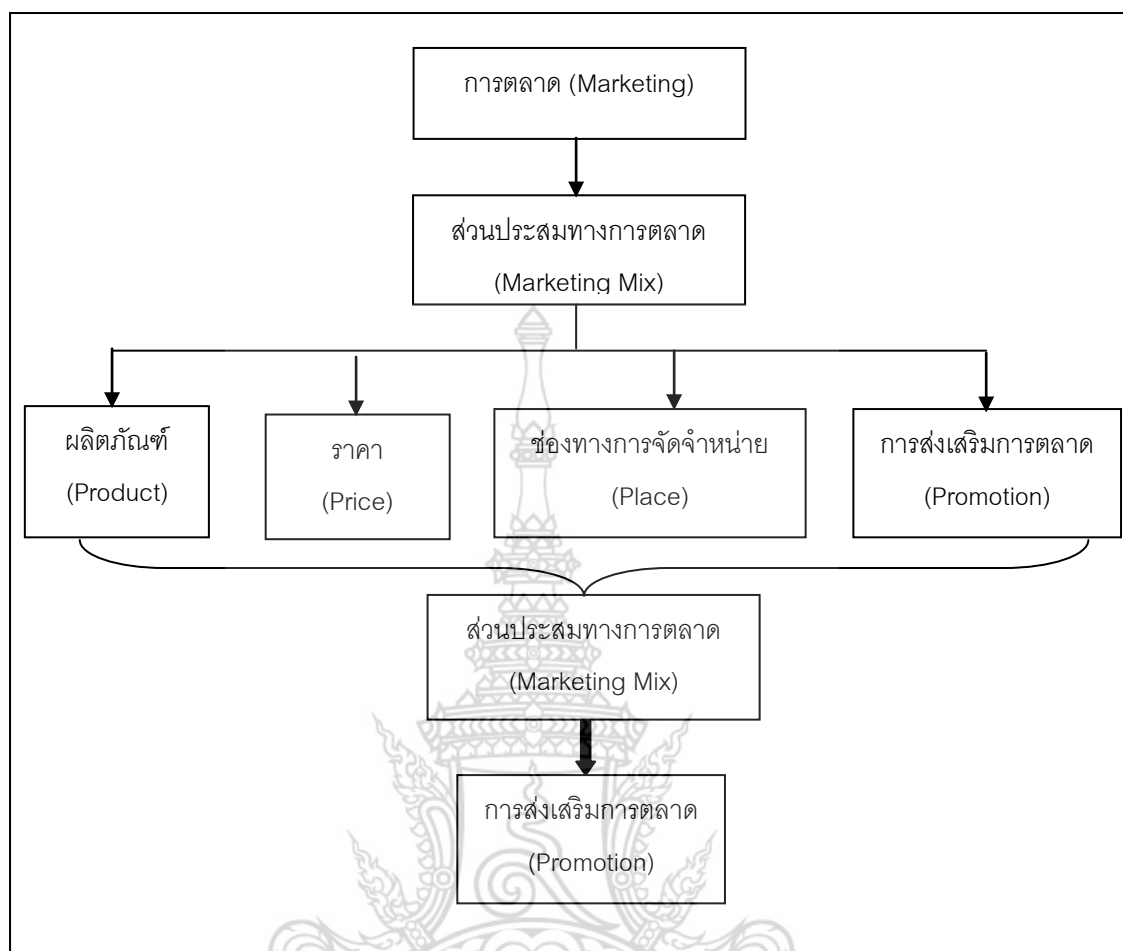 การตลาด (Marketing)
ส่วนประสมทางการตลาด
(Marketing Mix)
ผลิตภัณฑ์
(Product)
ราคา
(Price)
ช่องทางการจัดจำหน่าย
(Place)
การส่งเสริมการตลาด
(Promotion)
ส่วนประสมทางการตลาด
(Marketing Mix)
การส่งเสริมการตลาด
(Promotion)